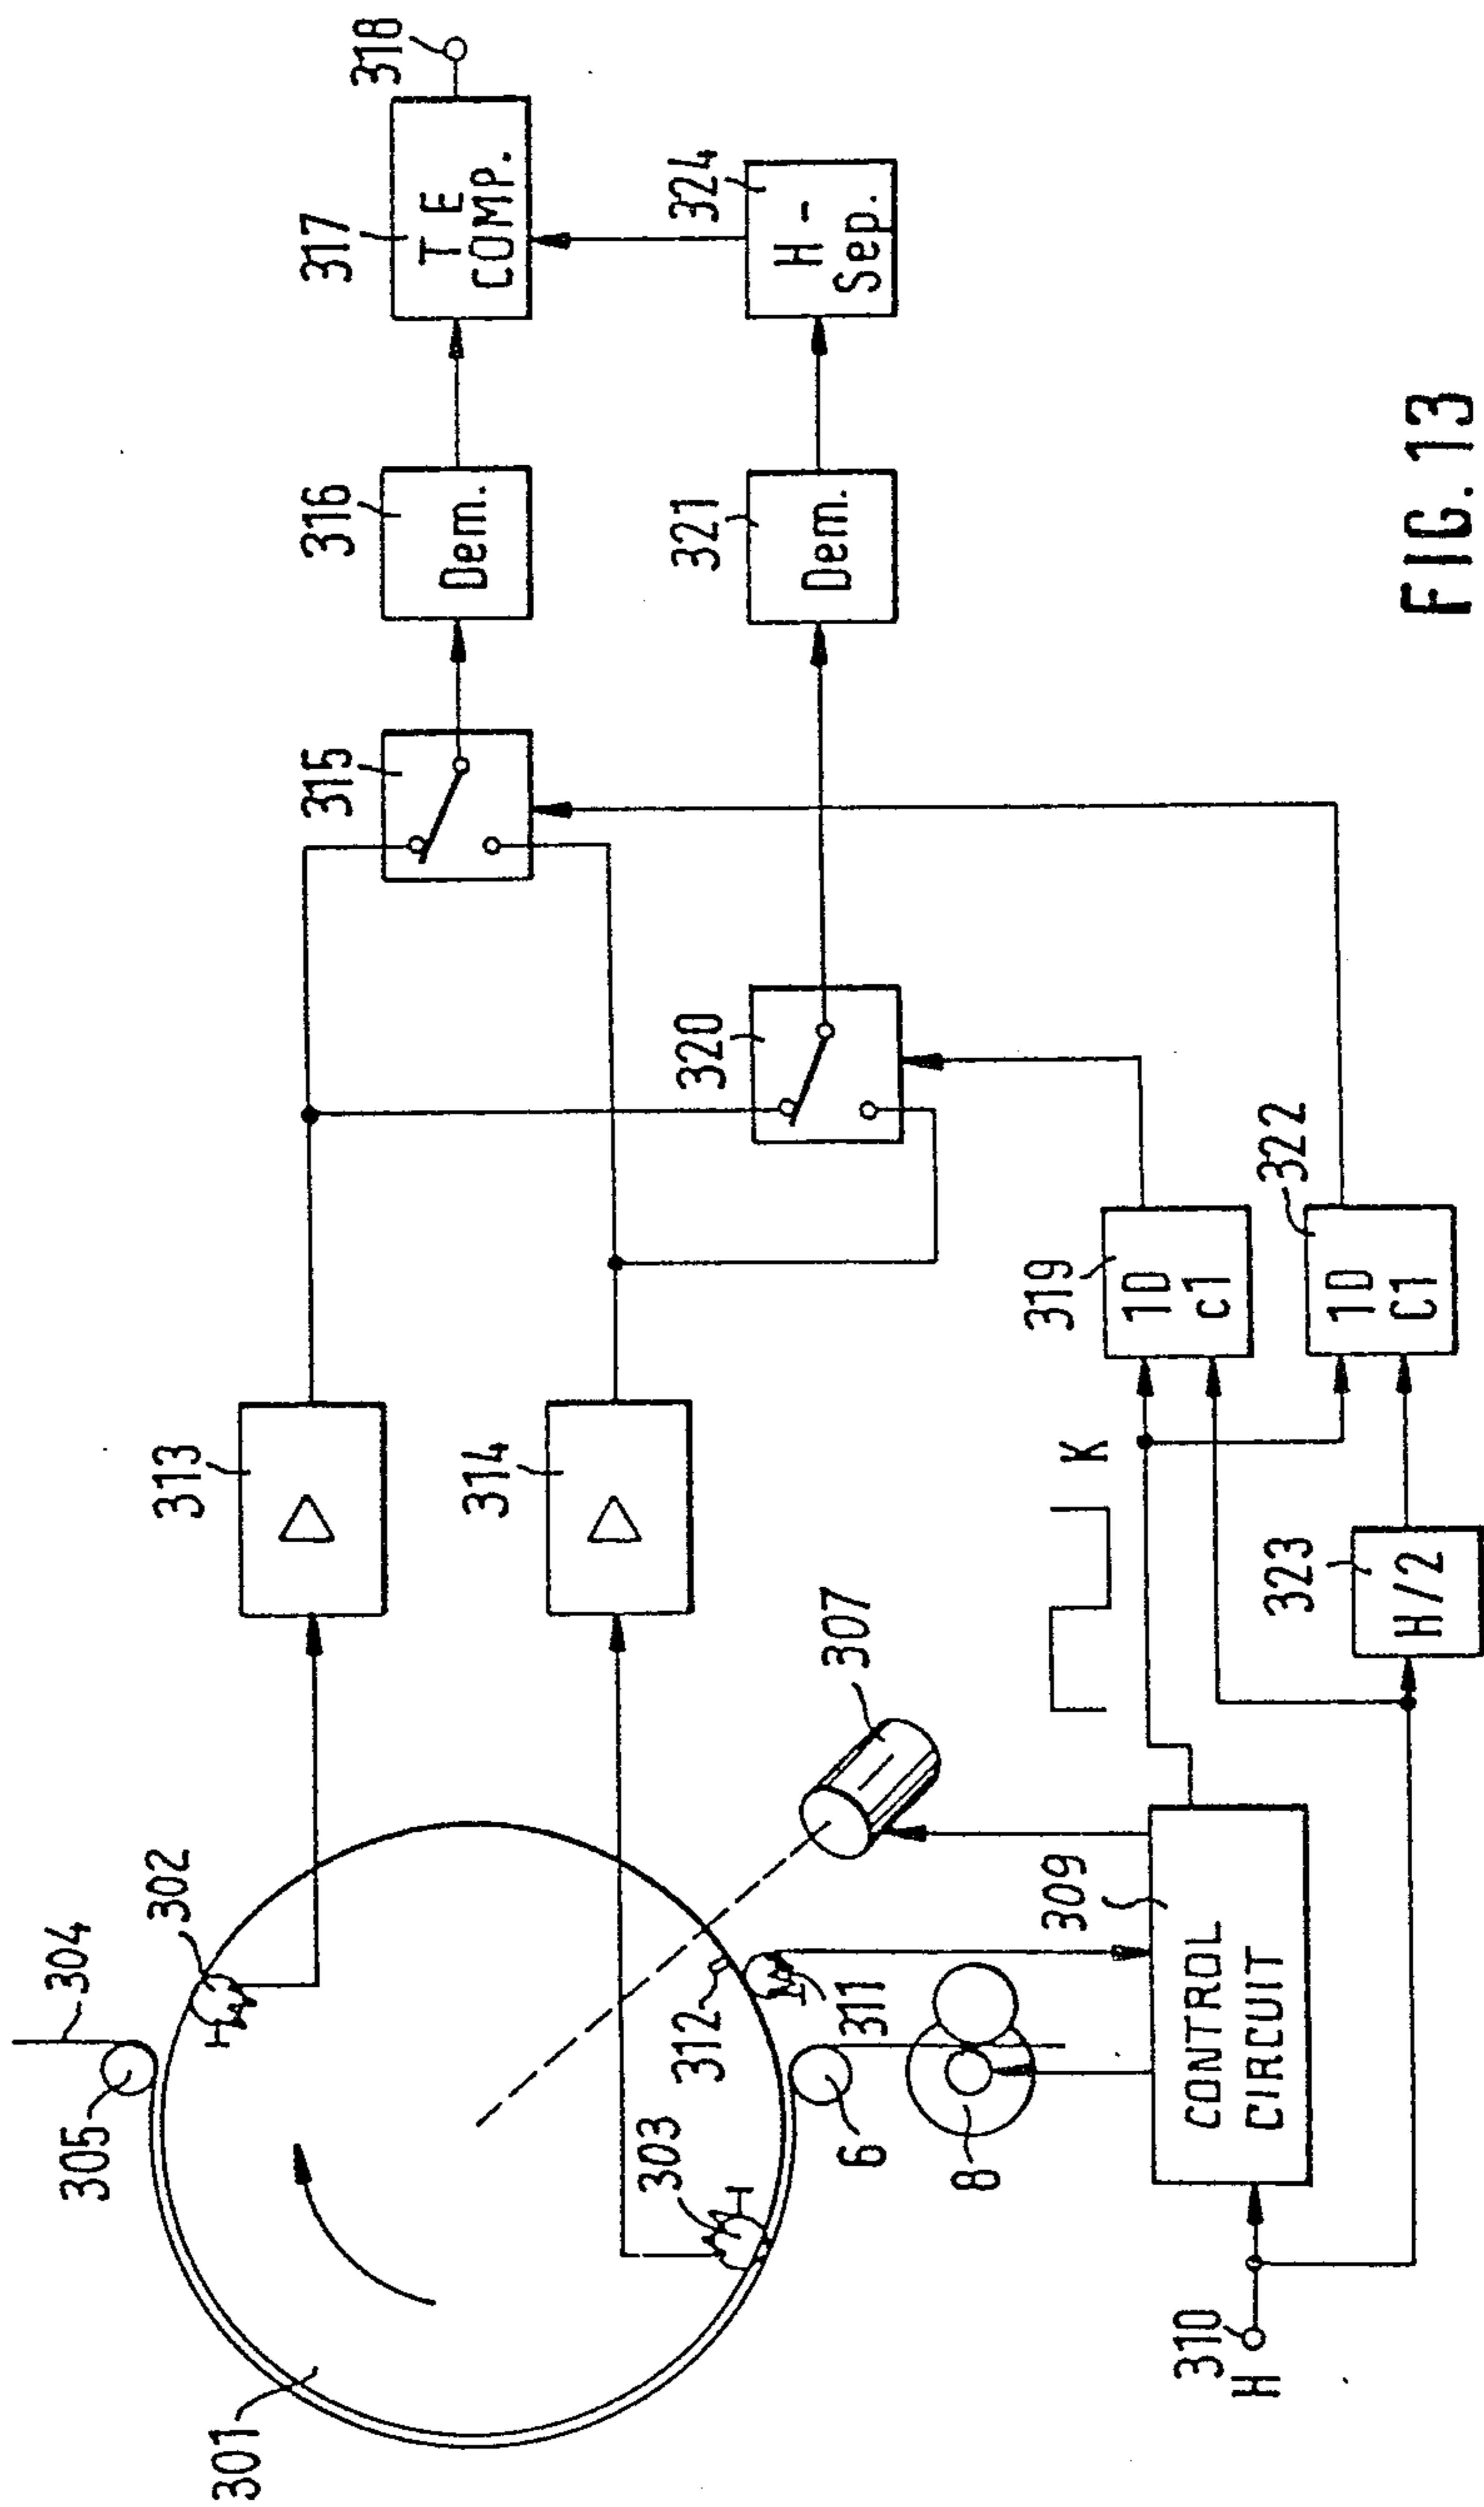 304
302
305
301
313
315
316
317
318
T E
COMP.
Dem.
314
303
312
311
307
320
321
324
Dem.
H-
Sep.
6
8
309
CONTROL
CIRCUIT
K
319
1D
c1
322
1D
C1
323
H/2
310
H
FIG. 13